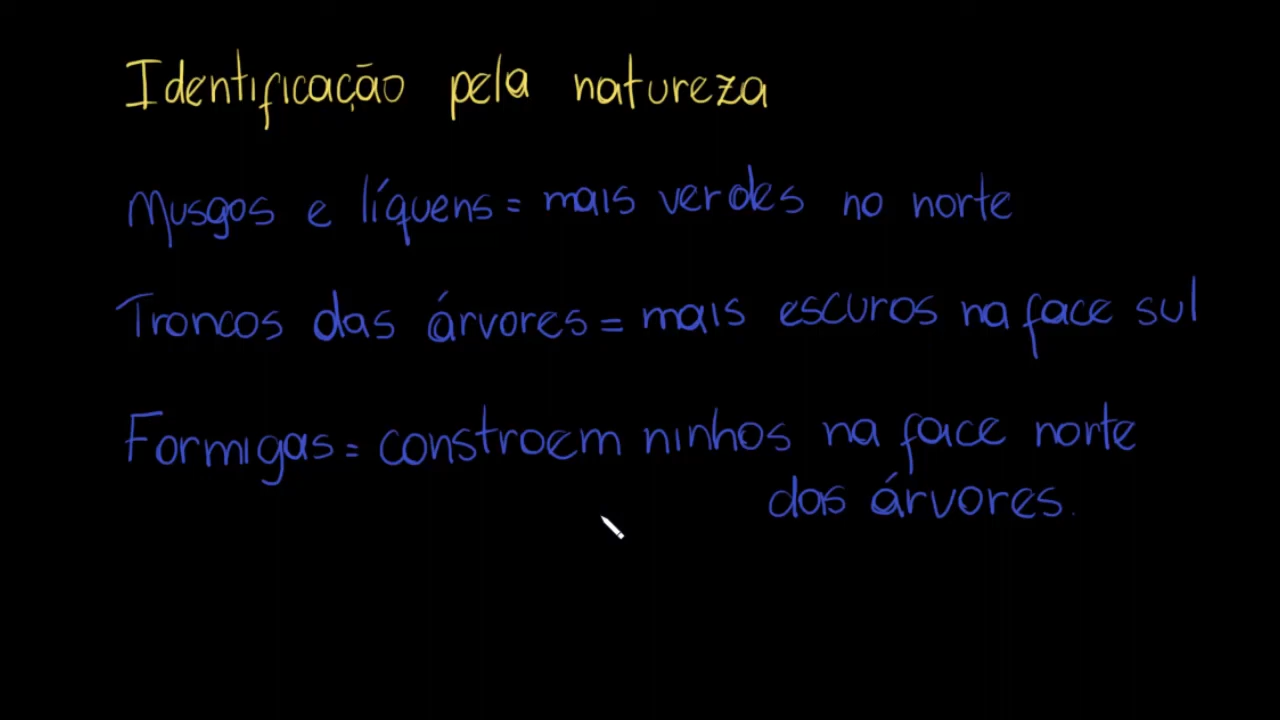 Identificação pela natureza
Musgos e líquens = mais verdes no norte
Troncos das árvores = mais escuros na face sul
Formigas = constroem ninhos na face norte
das árvores.